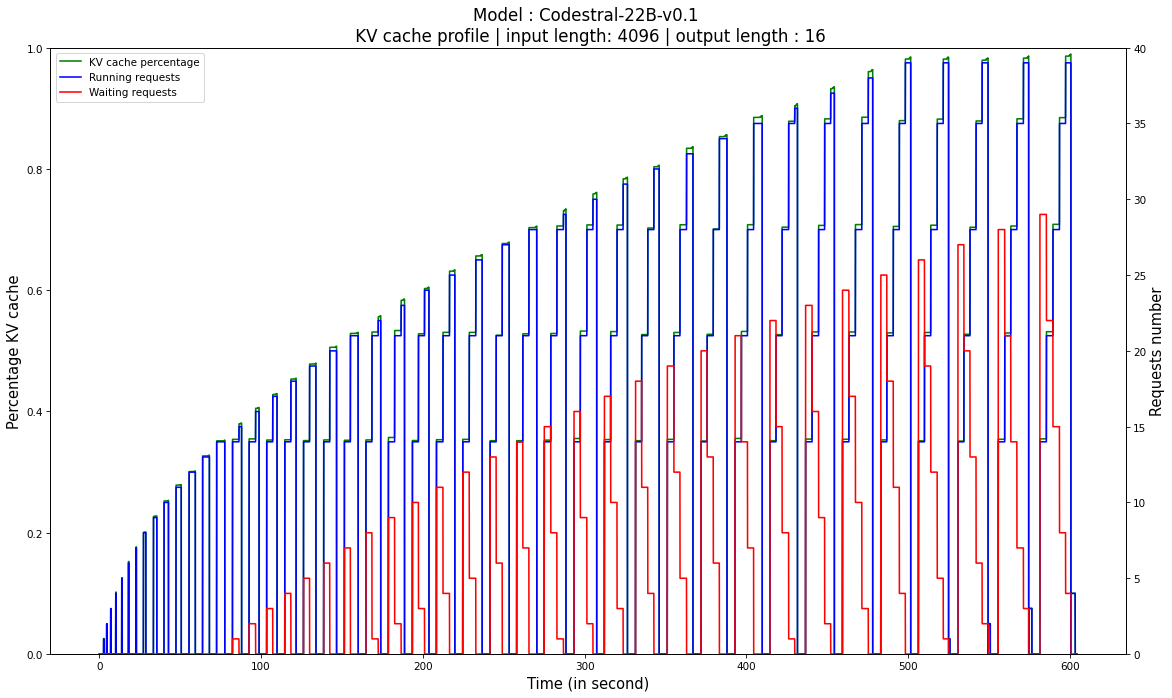 Model : Codestral-22B-v0.1
KV cache profile | input length: 4096 | output length : 16
KV cache percentage
Running requests
Waiting requests
Percentage KV cache
1.0
0.8
0.6
0.4
0.2
0.0
0 100 200 300 400 500 600
Time (in second)
40
35
30
25
20
15
10
5
0
Requests number